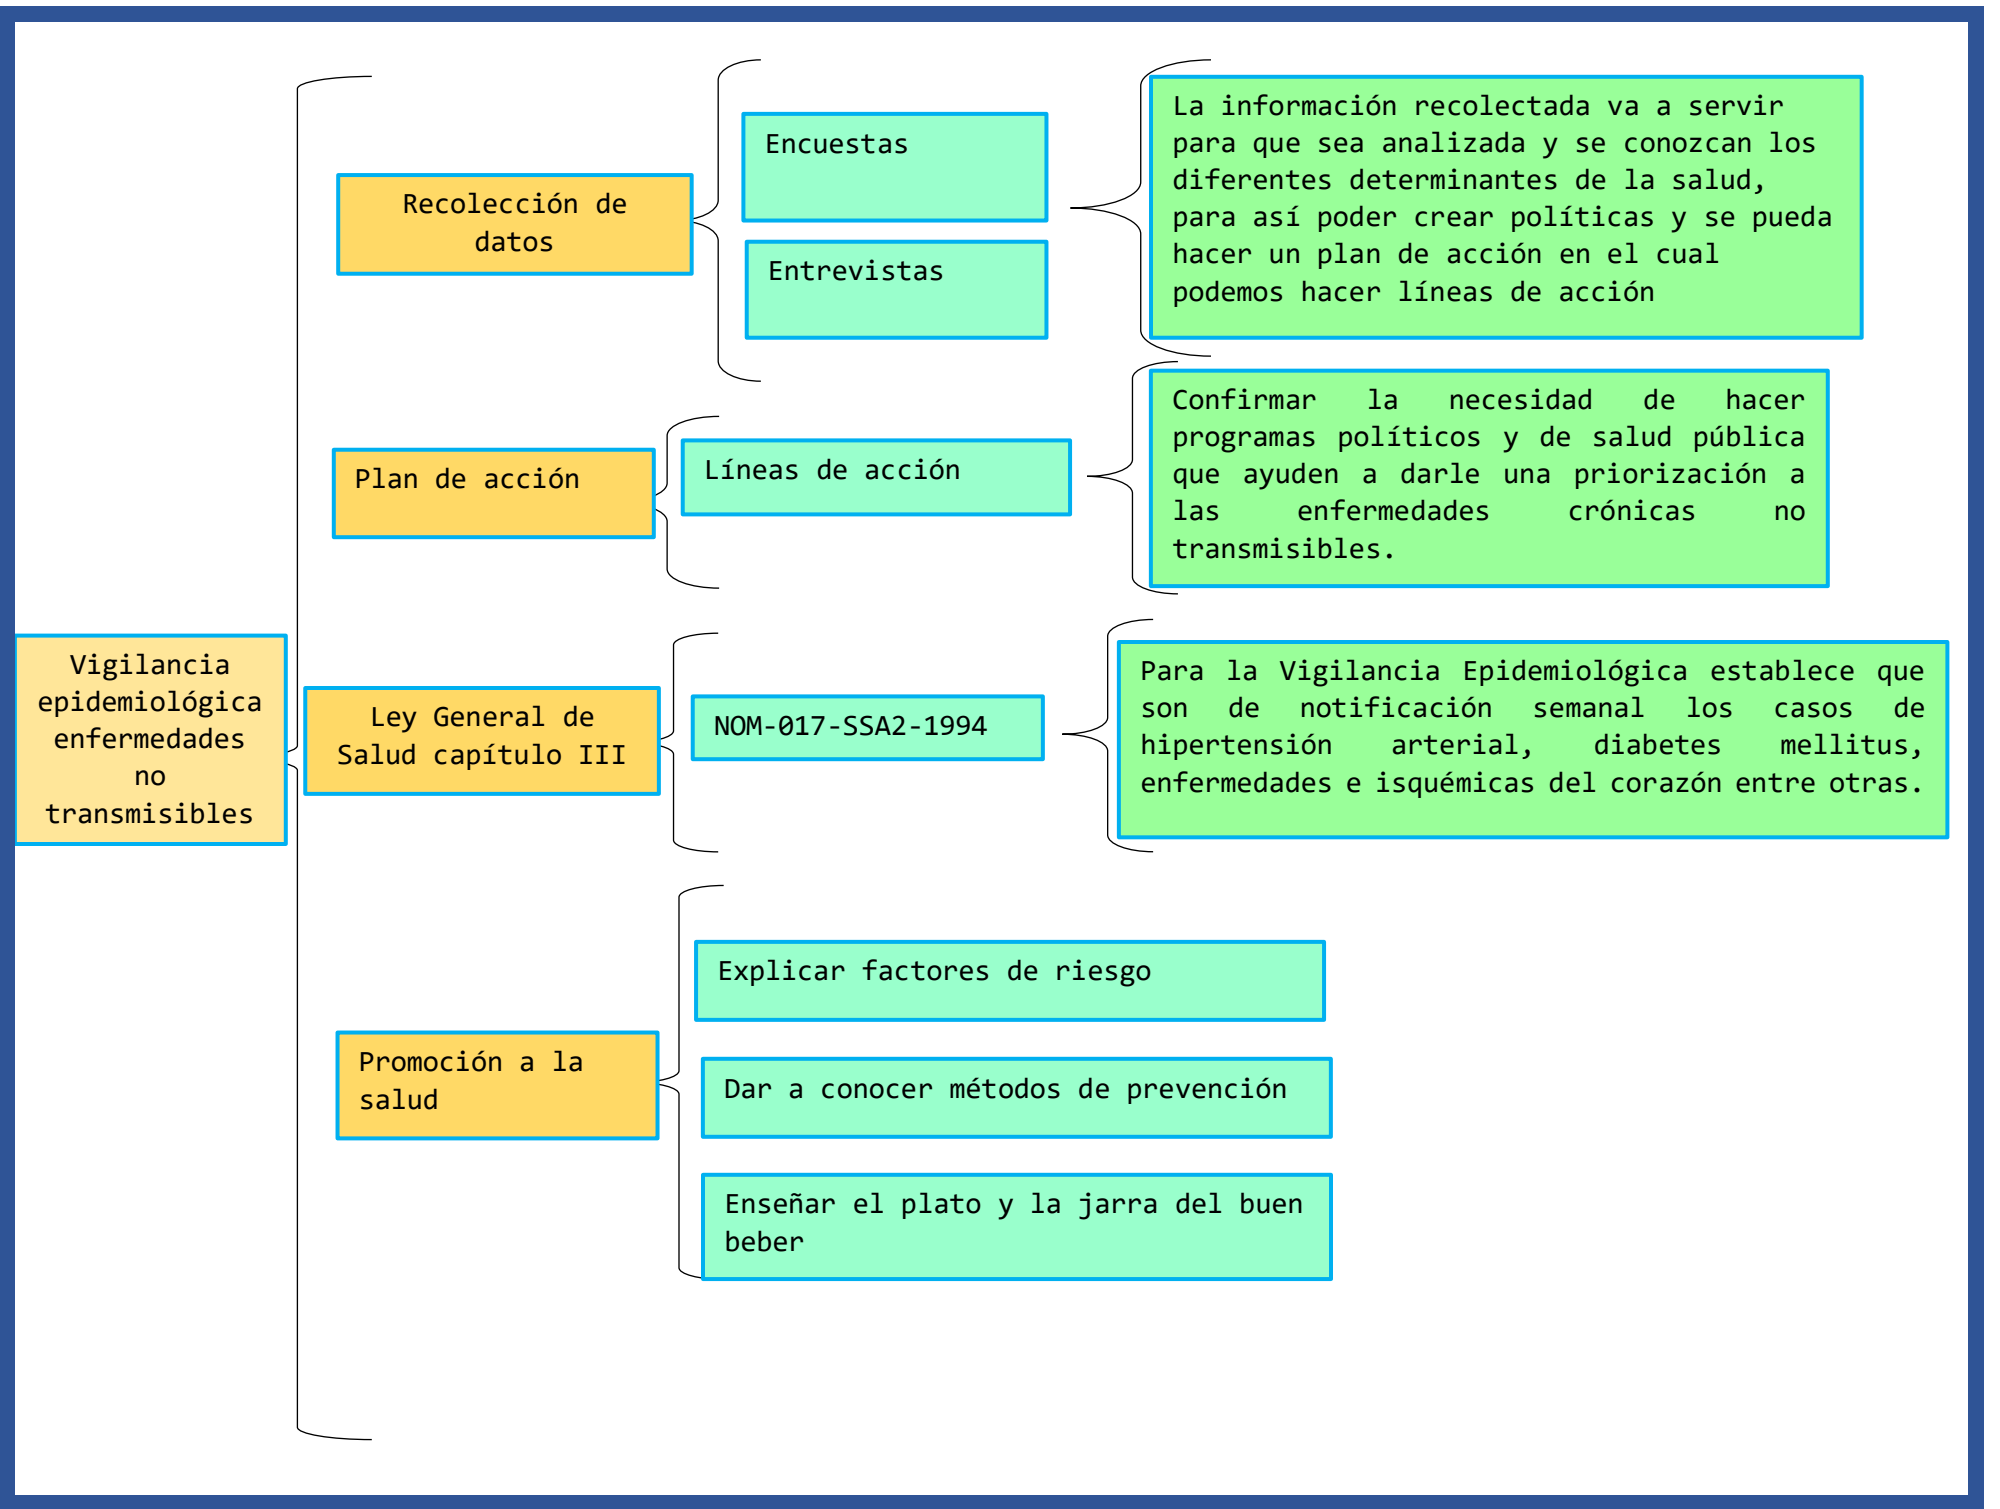 Vigilancia
epidemiológica
enfermedades
no
transmisibles
Recolección de
datos
Encuestas
Entrevistas
La información recolectada va a servir
para que sea analizada y se conozcan los
diferentes determinantes de la salud,
para así poder crear políticas y se pueda
hacer un plan de acción en el cual
podemos hacer líneas de acción
Plan de acción
Líneas de acción
Confirmar la necesidad de hacer
programas políticos y de salud pública
que ayuden a darle una priorización a
las enfermedades crónicas no
transmisibles.
Ley General de
Salud capítulo III
NOM-017-SSA2-1994
Para la Vigilancia Epidemiológica establece que
son de notificación semanal los casos de
hipertensión arterial, diabetes mellitus,
enfermedades e isquémicas del corazón entre otras.
Promoción a la
salud
Explicar factores de riesgo
Dar a conocer métodos de prevención
Enseñar el plato y la jarra del buen
beber